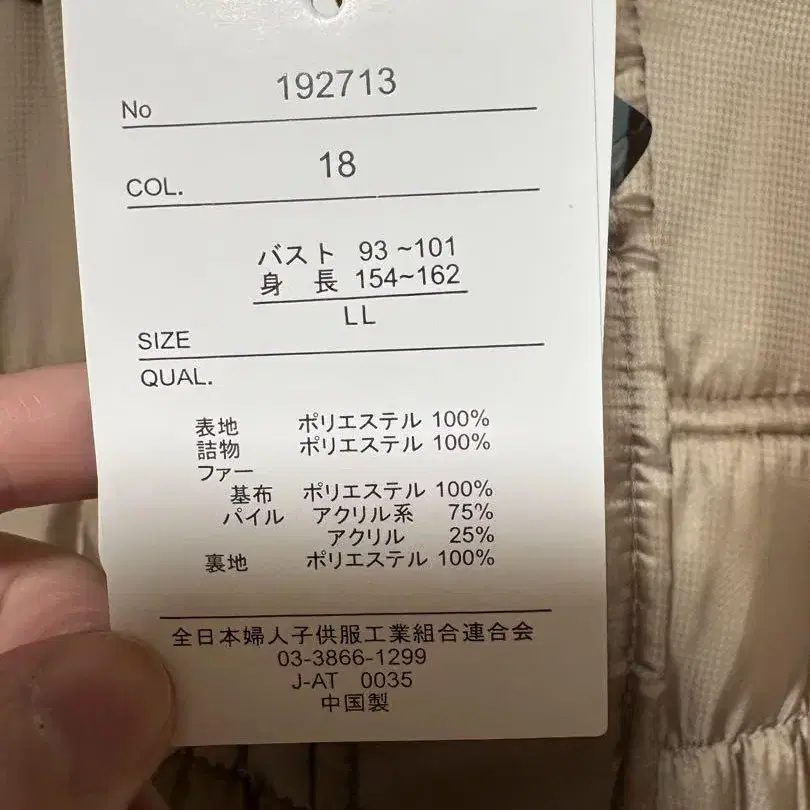 No 192713
COL. 18
バスト 93 ~101
身 長 154~162
LL
SIZE
QUAL.
表地 ポリエステル 100%
詰物 ポリエステル 100%
ファー
基布 ポリエステル 100%
パイル アクリル系 75%
アクリル 25%
裏地 ポリエステル 100%
全日本婦人子供服工業組合連合会
03-3866-1299
J-AT 0035
中国製